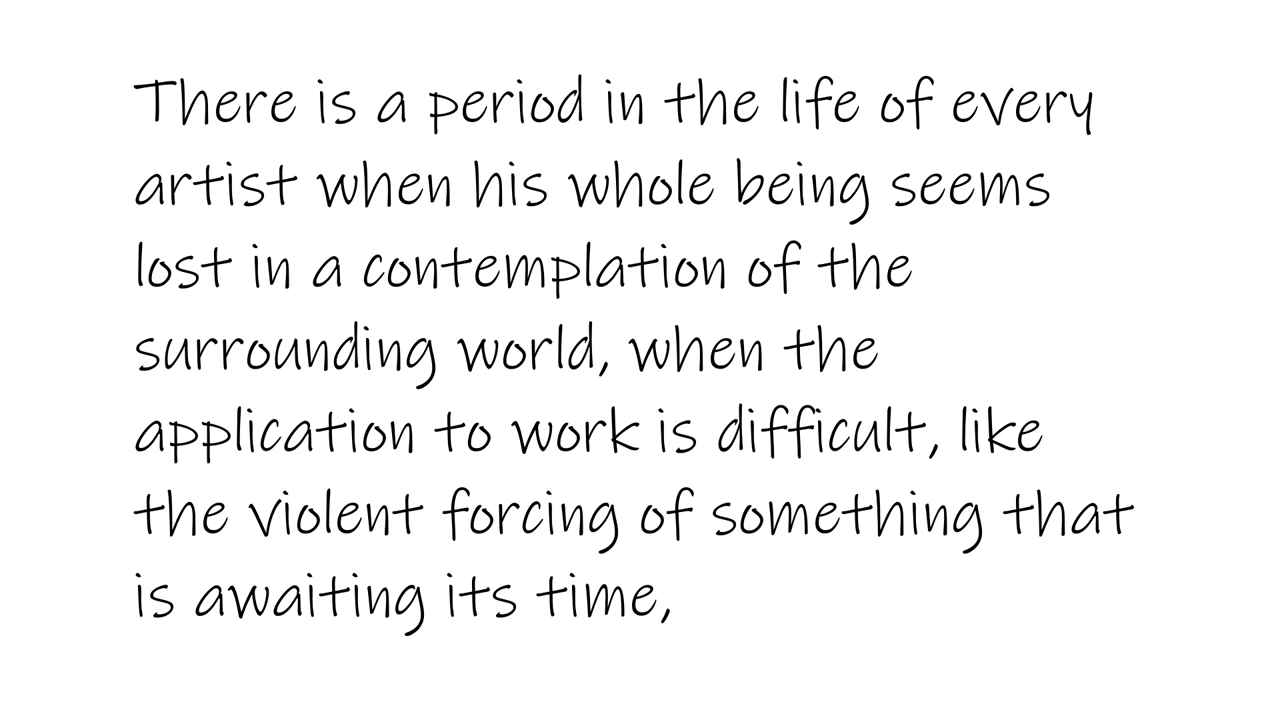 There is a period in the life of every
artist when his whole being seems
lost in a contemplation of the
surrounding world, when the
application to work is difficult, like
the violent forcing of something that
is awaiting its time,